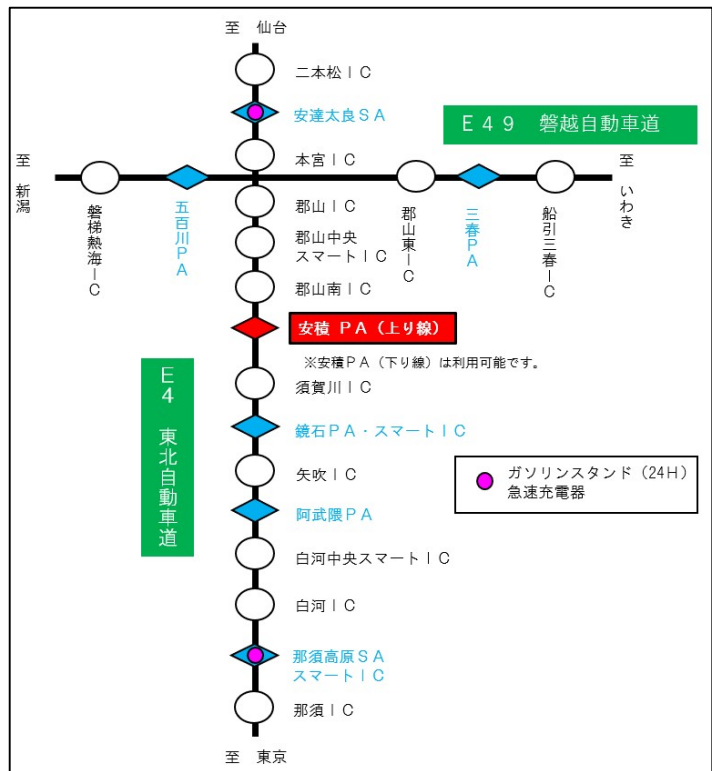 至 仙台
二本松ＩＣ
安達太良ＳＡ
Ｅ４９ 磐越自動車道
本宮ＩＣ
至 新潟
至 いわき
磐梯熱海ＩＣ
五百川ＰＡ
郡山ＩＣ
郡山東ＩＣ
三春ＰＡ
船引三春ＩＣ
郡山中央
スマートＩＣ
郡山南ＩＣ
安積 ＰＡ（上り線）
※安積ＰＡ（下り線）は利用可能です。
Ｅ４ 東北自動車道
須賀川ＩＣ
鏡石ＰＡ・スマートＩＣ
矢吹ＩＣ
ガソリンスタンド（24H）
急速充電器
阿武隈ＰＡ
白河中央スマートＩＣ
白河ＩＣ
那須高原ＳＡ
スマートＩＣ
那須ＩＣ
至 東京